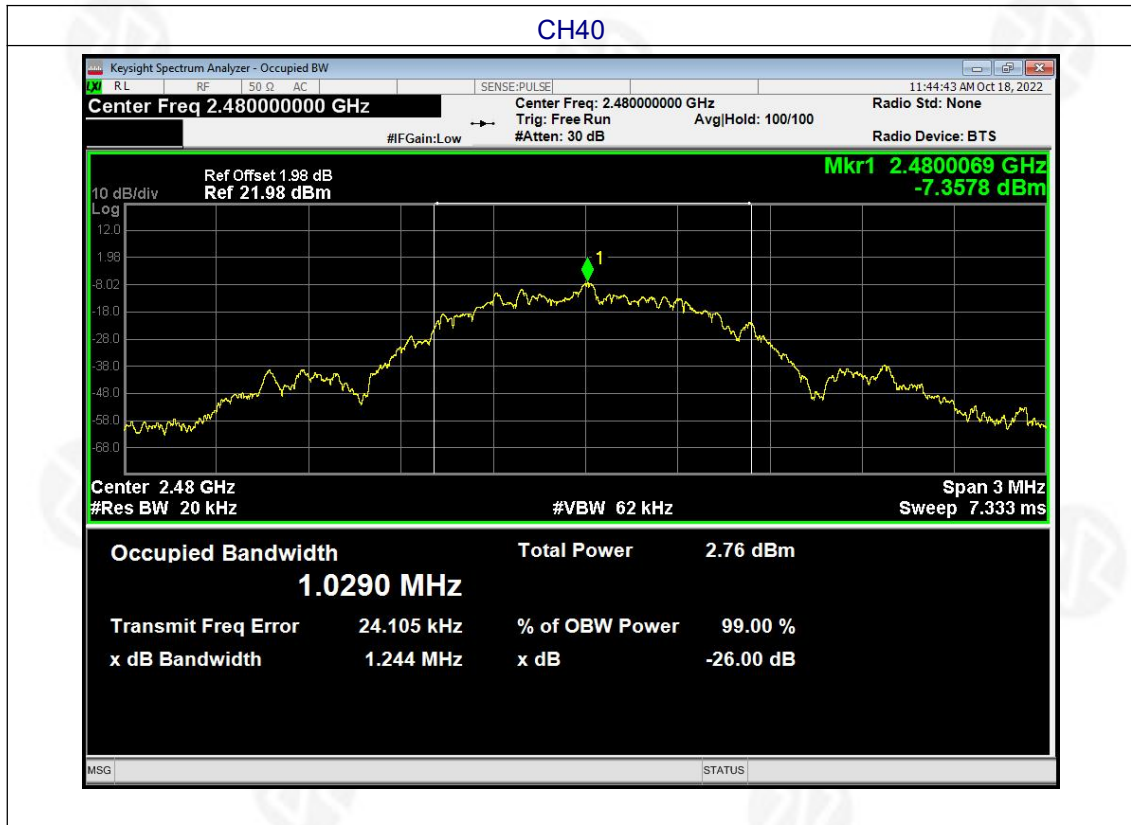 CH40
Keysight Spectrum Analyzer - Occupied BW
LXI RL RF 50 Ω AC SENSE:PULSE 11:44:43 AM Oct 18, 2022
Center Freq 2.480000000 GHz Center Freq: 2.480000000 GHz Radio Std: None
Trig: Free Run Avg|Hold: 100/100
#IFGain:Low #Atten: 30 dB Radio Device: BTS
Mkr1 2.4800069 GHz
Ref Offset 1.98 dB
10 dB/div Ref 21.98 dBm -7.3578 dBm
Log
12.0
1.98
1
-8.02
-18.0
-28.0
-38.0
-48.0
-58.0
-68.0
Center 2.48 GHz Span 3 MHz
#Res BW 20 kHz #VBW 62 kHz Sweep 7.333 ms
Occupied Bandwidth Total Power 2.76 dBm
1.0290 MHz
Transmit Freq Error 24.105 kHz % of OBW Power 99.00 %
x dB Bandwidth 1.244 MHz x dB -26.00 dB
MSG STATUS